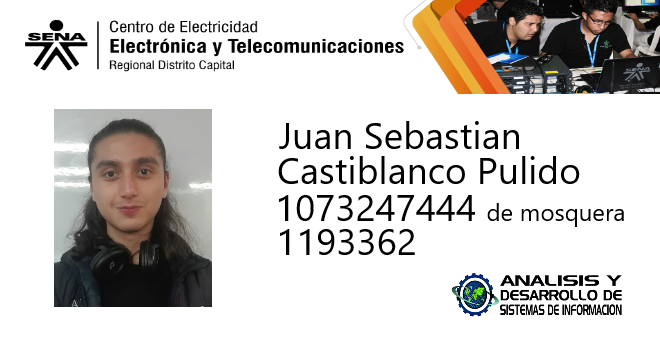 SENA
Centro de Electricidad
Electrónica y Telecomunicaciones
Regional Distrito Capital
SENA
Juan Sebastian
Castiblanco Pulido
1073247444 de mosquera
1193362
ANALISIS Y
DESARROLLO DE
SISTEMAS DE INFORMACION